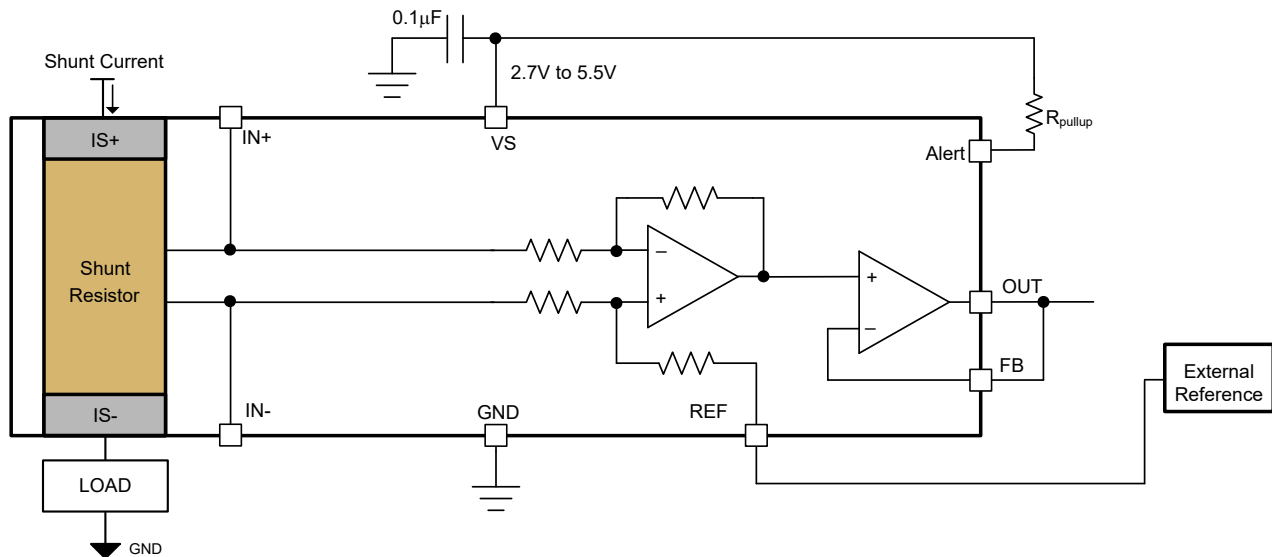 0.1μF
Shunt Current
2.7V to 5.5V
Rpullup
IS+
IN+
VS
Alert
–
+
Shunt
Resistor
+
–
OUT
FB
External
Reference
IS-
IN-
GND
REF
LOAD
GND